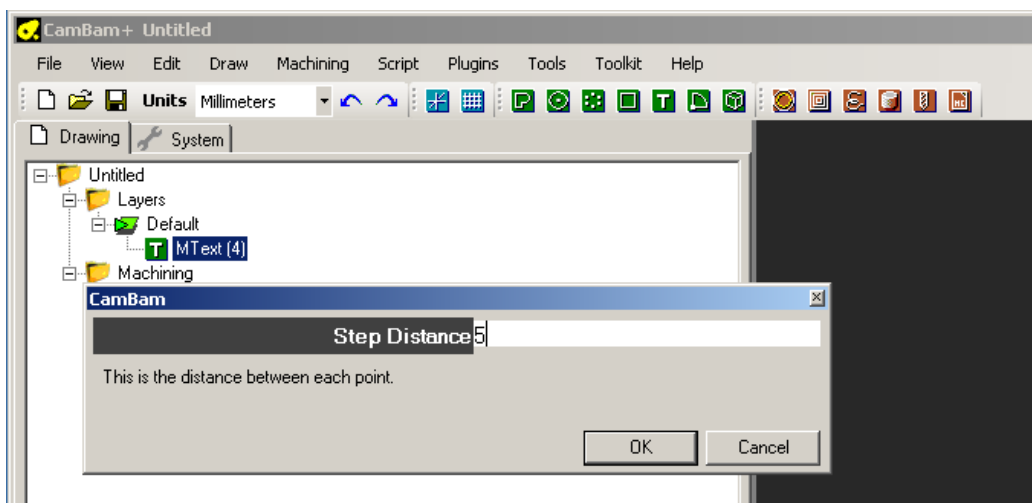 CamBam+ Untitled
File View Edit Draw Machining Script Plugins Tools Toolkit Help
Units Millimeters
Drawing System
Untitled
Layers
Default
T MText (4)
Machining
CamBam
Step Distance 5
This is the distance between each point.
OK Cancel